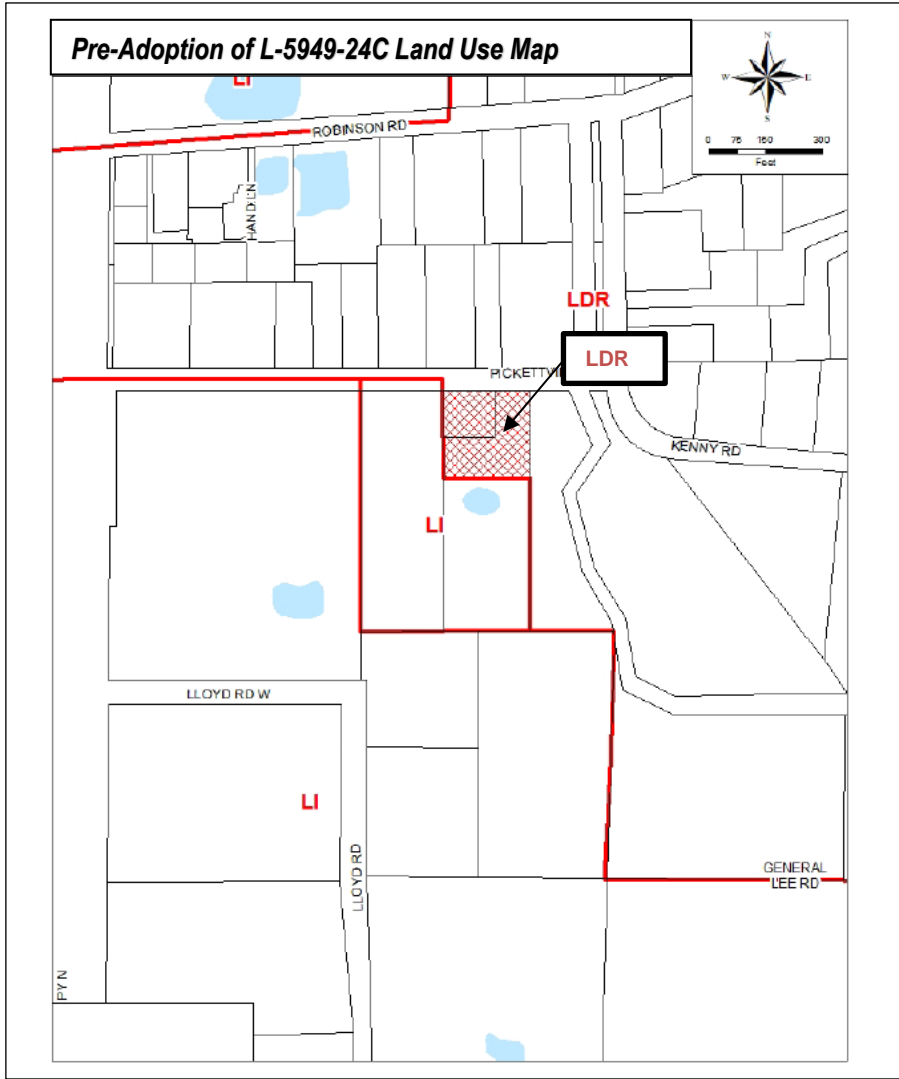 Pre-Adoption of L-5949-24C Land Use Map
N
W E
S
0 75 150 300
Feet
LI
ROBINSON RD
HAND LN
LDR
LDR
PICKETTVI
KENNY RD
LI
LLOYD RD W
LI
LLOYD RD
GENERAL
LEE RD
PY N